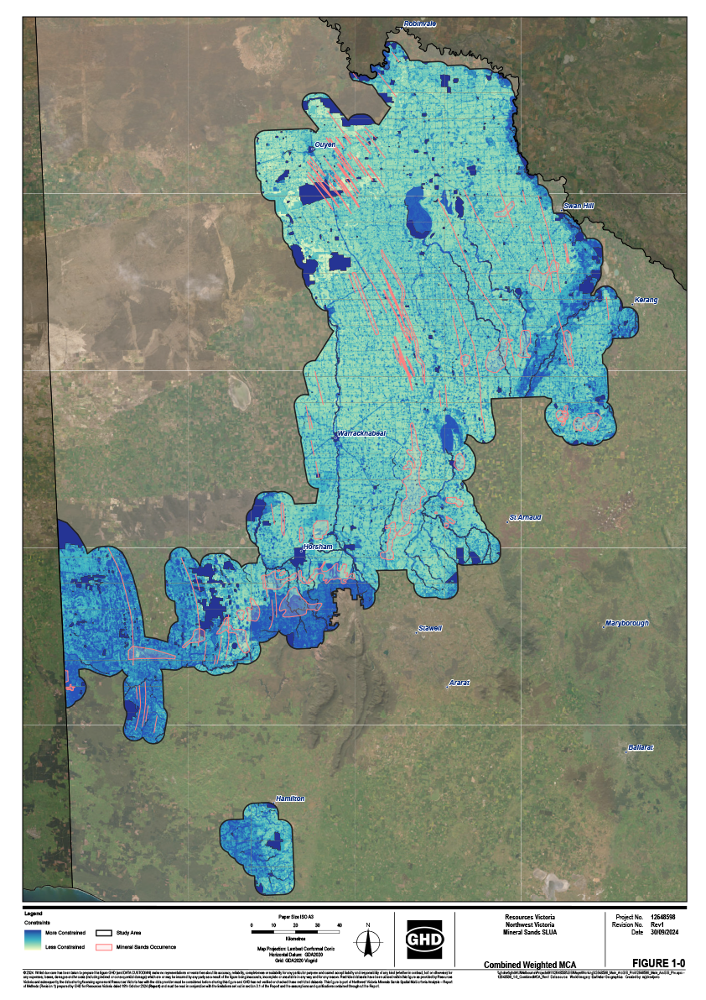 Robinvale
Ouyen
Swan Hill
Kerang
Warracknabeal
St Arnaud
Horsham
Stawell
Maryborough
Ararat
Ballarat
Hamilton
Legend
Constraints
More Constrained
Less Constrained
Study Area
Mineral Sands Occurrence
Paper Size ISO A3
0 10 20 30 40
Kilometres
Map Projection: Lambert Conformal Conic
Horizontal Datum: GDA2020
Grid: GDA2020 Vicgrid
N
GHD
Resources Victoria
Northwest Victoria
Mineral Sands SLUA
Combined Weighted MCA
Project No. 12648598
Revision No. Rev1
Date 30/09/2024
FIGURE 1-0